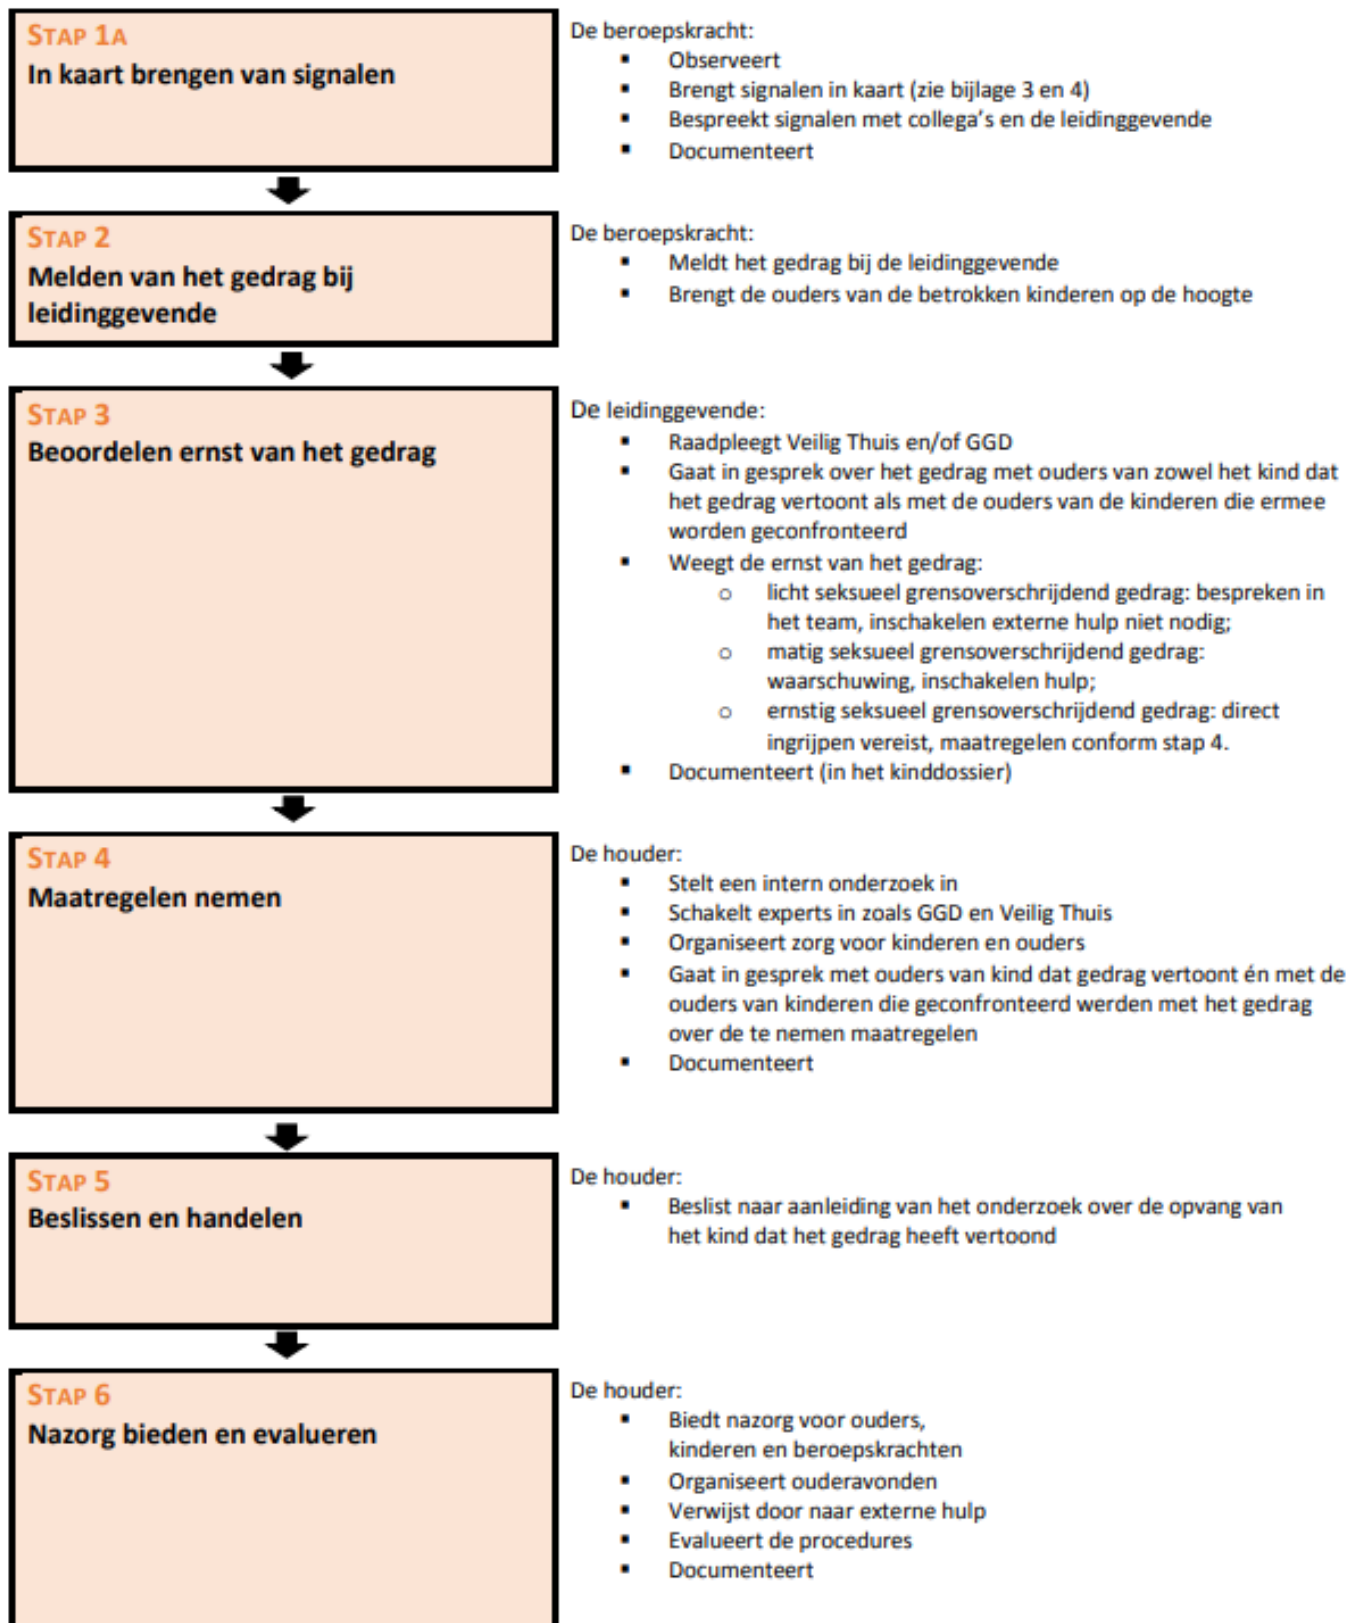 STAP 1A
In kaart brengen van signalen
De beroepskracht:
▪ Observeert
▪ Brengt signalen in kaart (zie bijlage 3 en 4)
▪ Bespreekt signalen met collega's en de leidinggevende
▪ Documenteert
STAP 2
Melden van het gedrag bij
leidinggevende
De beroepskracht:
▪ Meldt het gedrag bij de leidinggevende
▪ Brengt de ouders van de betrokken kinderen op de hoogte
STAP 3
Beoordelen ernst van het gedrag
De leidinggevende:
▪ Raadpleegt Veilig Thuis en/of GGD
▪ Gaat in gesprek over het gedrag met ouders van zowel het kind dat
het gedrag vertoont als met de ouders van de kinderen die ermee
worden geconfronteerd
▪ Weegt de ernst van het gedrag:
o licht seksueel grensoverschrijdend gedrag: bespreken in
het team, inschakelen externe hulp niet nodig;
o matig seksueel grensoverschrijdend gedrag:
waarschuwing, inschakelen hulp;
o ernstig seksueel grensoverschrijdend gedrag: direct
ingrijpen vereist, maatregelen conform stap 4.
▪ Documenteert (in het kinddossier)
STAP 4
Maatregelen nemen
De houder:
▪ Stelt een intern onderzoek in
▪ Schakelt experts in zoals GGD en Veilig Thuis
▪ Organiseert zorg voor kinderen en ouders
▪ Gaat in gesprek met ouders van kind dat gedrag vertoont én met de
ouders van kinderen die geconfronteerd werden met het gedrag
over de te nemen maatregelen
▪ Documenteert
STAP 5
Beslissen en handelen
De houder:
▪ Beslist naar aanleiding van het onderzoek over de opvang van
het kind dat het gedrag heeft vertoond
STAP 6
Nazorg bieden en evalueren
De houder:
▪ Biedt nazorg voor ouders,
kinderen en beroepskrachten
▪ Organiseert ouderavonden
▪ Verwijst door naar externe hulp
▪ Evalueert de procedures
▪ Documenteert